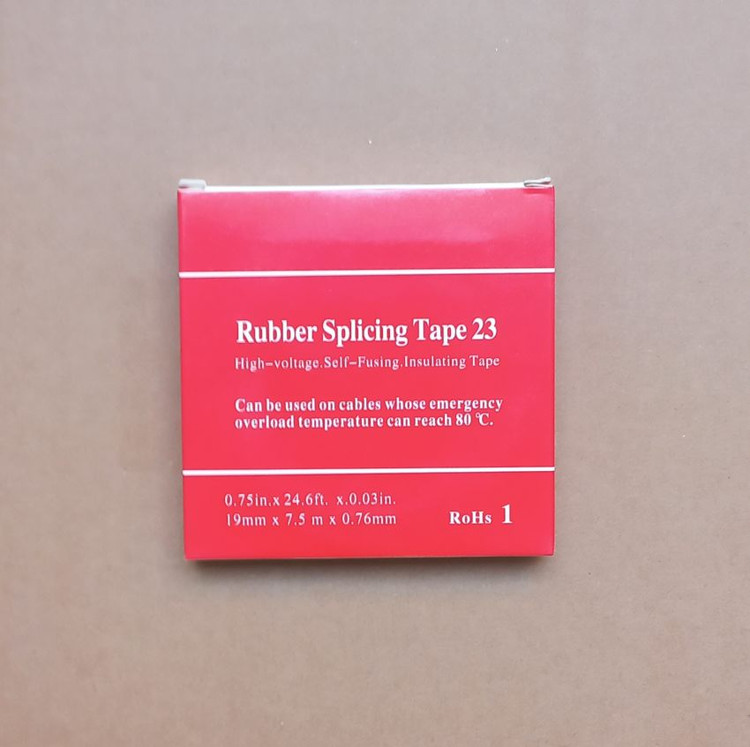 Rubber Splicing Tape 23
High-voltage.Self-Fusing.Insulating Tape
Can be used on cables whose emergency
overload temperature can reach 80 ℃.
0.75in.x 24.6ft. x.0.03in.
19mm x 7.5 m x 0.76mm
RoHs 1